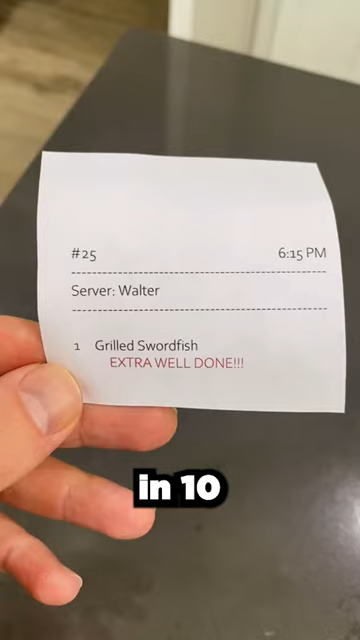 #25 6:15 PM
Server: Walter
1 Grilled Swordfish
EXTRA WELL DONE!!!
in 10